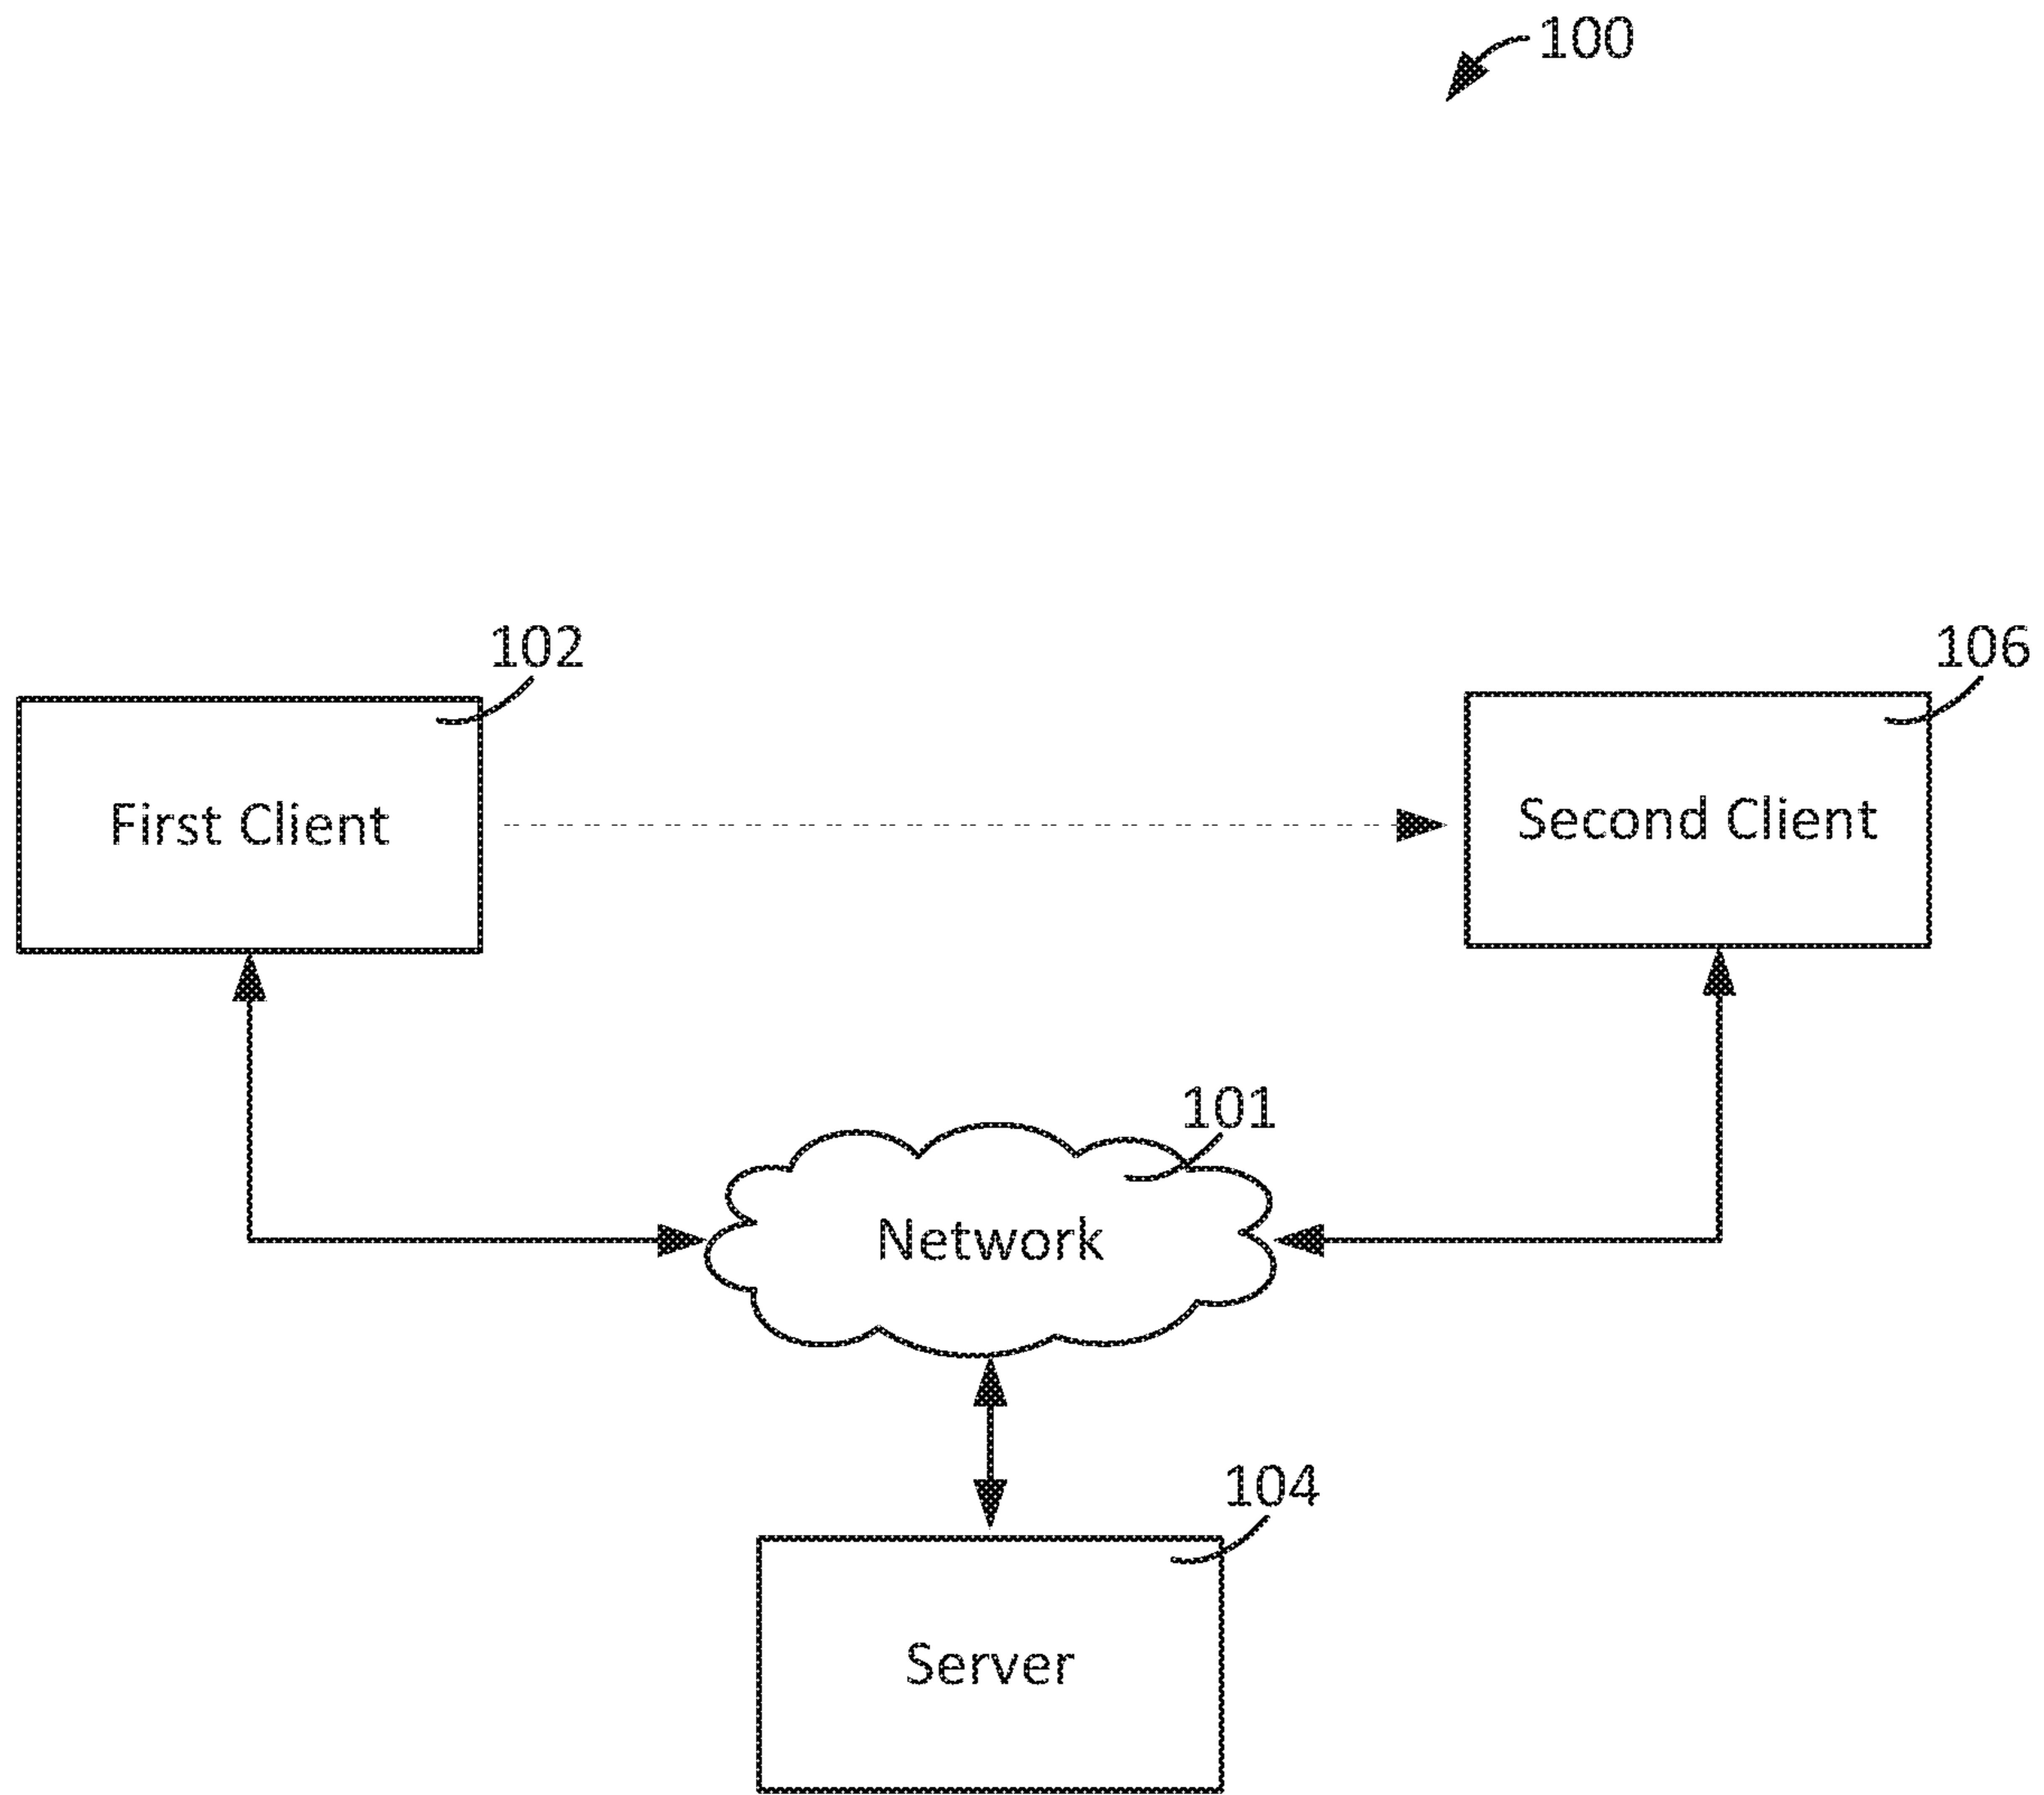 100
102
106
First Client
Second Client
101
Network
104
Server